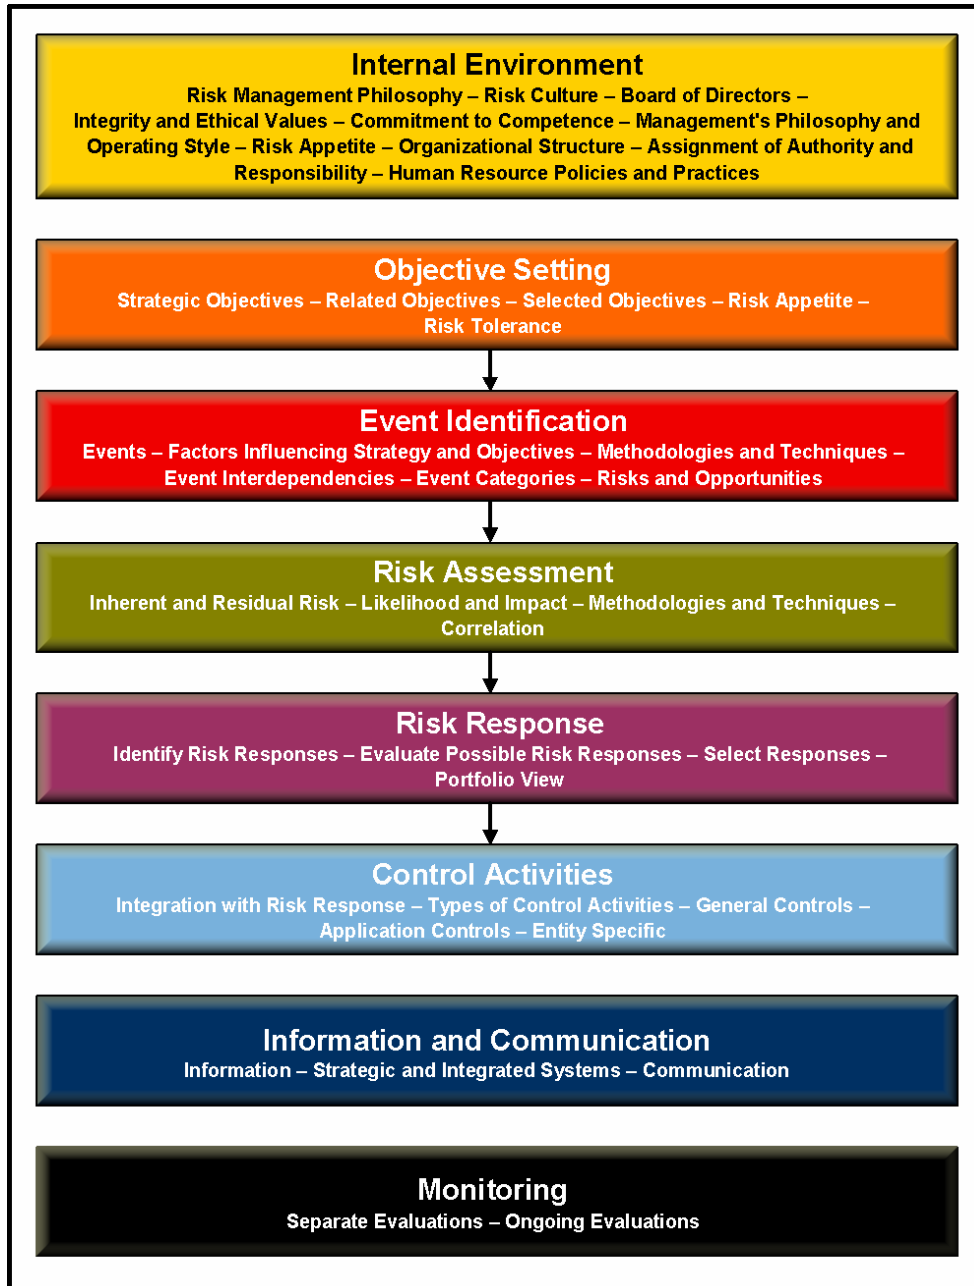 Internal Environment
Risk Management Philosophy – Risk Culture – Board of Directors –
Integrity and Ethical Values – Commitment to Competence – Management's Philosophy and
Operating Style – Risk Appetite – Organizational Structure – Assignment of Authority and
Responsibility – Human Resource Policies and Practices
Objective Setting
Strategic Objectives – Related Objectives – Selected Objectives – Risk Appetite –
Risk Tolerance
Event Identification
Events – Factors Influencing Strategy and Objectives – Methodologies and Techniques –
Event Interdependencies – Event Categories – Risks and Opportunities
Risk Assessment
Inherent and Residual Risk – Likelihood and Impact – Methodologies and Techniques –
Correlation
Risk Response
Identify Risk Responses – Evaluate Possible Risk Responses – Select Responses –
Portfolio View
Control Activities
Integration with Risk Response – Types of Control Activities – General Controls –
Application Controls – Entity Specific
Information and Communication
Information – Strategic and Integrated Systems – Communication
Monitoring
Separate Evaluations – Ongoing Evaluations